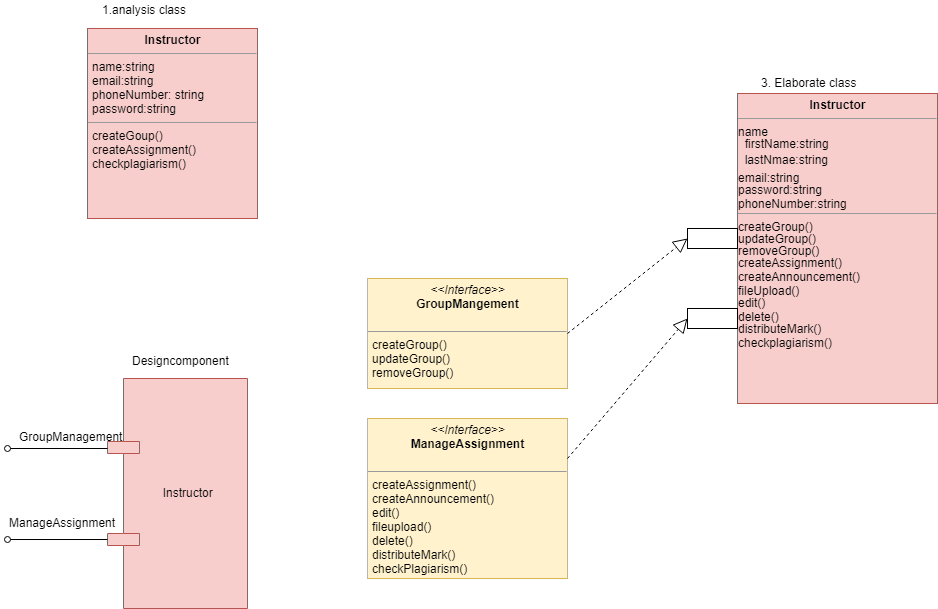 1.analysis class
Instructor
name:string
email:string
phoneNumber: string
password:string
createGoup()
createAssignment()
checkplagiarism()
Designcomponent
GroupManagement
Instructor
ManageAssignment
<<Interface>>
GroupMangement
createGroup()
updateGroup()
removeGroup()
<<Interface>>
ManageAssignment
createAssignment()
createAnnouncement()
edit()
fileupload()
delete()
distributeMark()
checkPlagiarism()
3. Elaborate class
Instructor
name
firstName:string
lastNmae:string
email:string
password:string
phoneNumber:string
createGroup()
updateGroup()
removeGroup()
createAssignment()
createAnnouncement()
fileUpload()
edit()
delete()
distributeMark()
checkplagiarism()